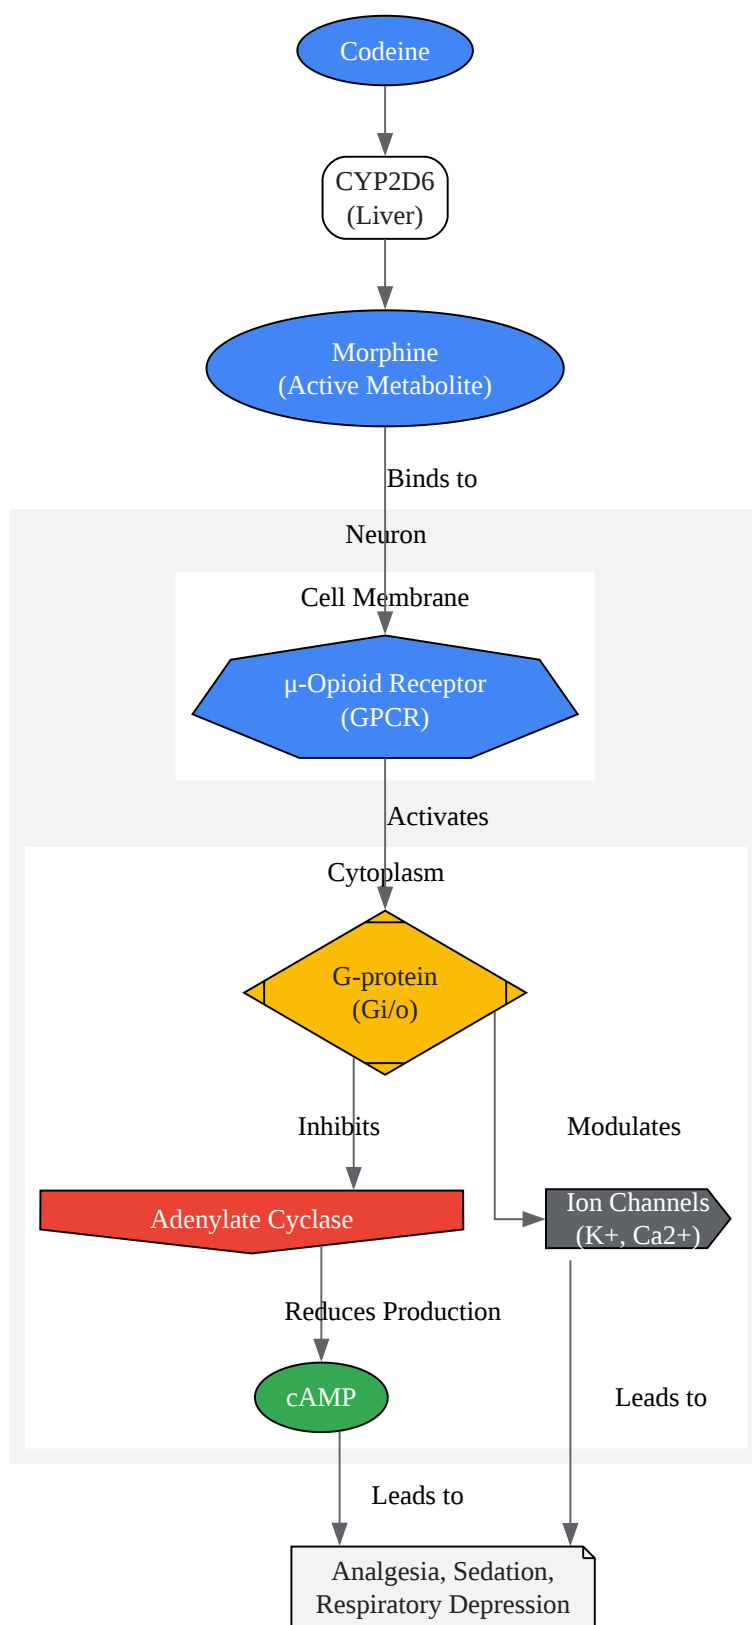 Codeine
CYP2D6
(Liver)
Morphine
(Active Metabolite)
Binds to
Neuron
Cell Membrane
μ-Opioid Receptor
(GPCR)
Activates
Cytoplasm
G-protein
(Gi/o)
Inhibits
Modulates
Adenylate Cyclase
Ion Channels
(K+, Ca2+)
Reduces Production
cAMP
Leads to
Leads to
Analgesia, Sedation,
Respiratory Depression